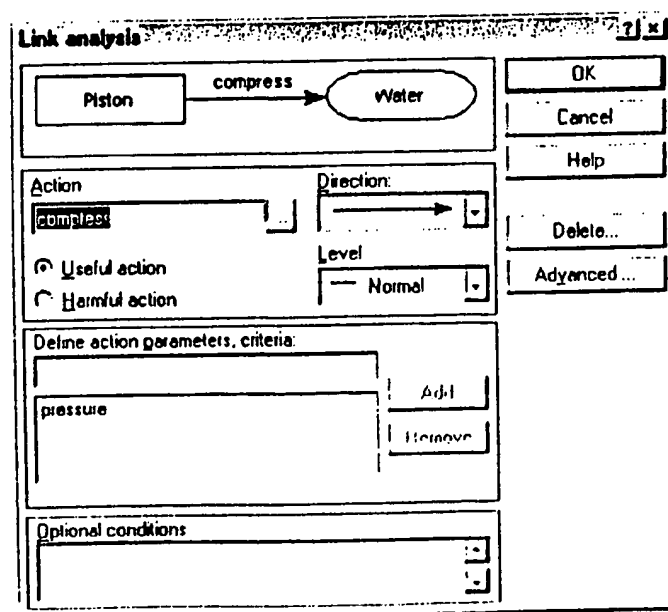 Link analysis ? x
Piston compress Water
OK
Cancel
Help
Action
compress ...
Direction:
Useful action
Harmful action
Level
Normal
Delete...
Advanced ...
Define action parameters, criteria:
Add
pressure
Remove
Optional conditions